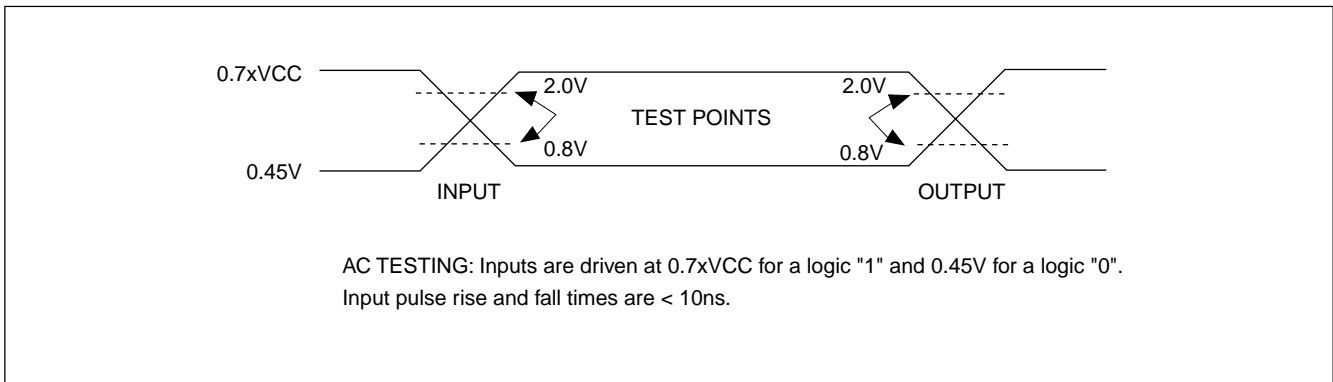 0.7xVCC
2.0V
2.0V
TEST POINTS
0.8V
0.8V
0.45V
INPUT
OUTPUT
AC TESTING: Inputs are driven at 0.7xVCC for a logic "1" and 0.45V for a logic "0".
Input pulse rise and fall times are < 10ns.